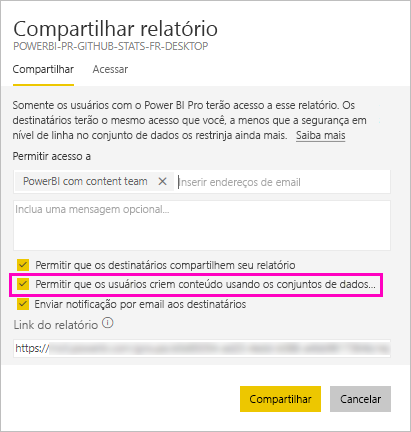 Compartilhar relatório
POWERBI-PR-GITHUB-STATS-FR-DESKTOP
Compartilhar Acessar
Somente os usuários com o Power BI Pro terão acesso a esse relatório. Os
destinatários terão o mesmo acesso que você, a menos que a segurança em
nível de linha no conjunto de dados os restrinja ainda mais. Saiba mais
Permitir acesso a
PowerBI com content team Inserir endereços de email
Inclua uma mensagem opcional...
Permitir que os destinatários compartilhem seu relatório
Permitir que os usuários criem conteúdo usando os conjuntos de dados...
Enviar notificação por email aos destinatários
Link do relatório
https://
Compartilhar Cancelar